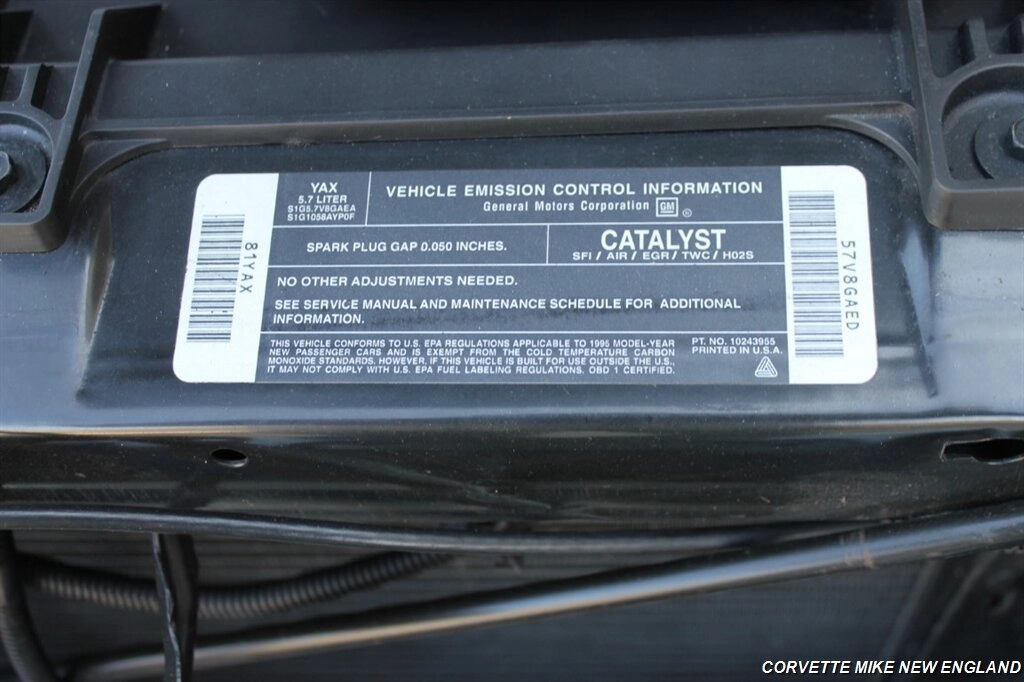 81YAX
YAX
5.7 LITER
S1G5.7V8GAEA
S1G1058AYP0F
VEHICLE EMISSION CONTROL INFORMATION
General Motors Corporation GM ®
SPARK PLUG GAP 0.050 INCHES.
CATALYST
SFI / AIR / EGR / TWC / H02S
NO OTHER ADJUSTMENTS NEEDED.
SEE SERVICE MANUAL AND MAINTENANCE SCHEDULE FOR ADDITIONAL
INFORMATION.
THIS VEHICLE CONFORMS TO U.S. EPA REGULATIONS APPLICABLE TO 1995 MODEL-YEAR
NEW PASSENGER CARS AND IS EXEMPT FROM THE COLD TEMPERATURE CARBON
MONOXIDE STANDARDS. HOWEVER, IF THIS VEHICLE IS BUILT FOR USE OUTSIDE THE U.S.,
IT MAY NOT COMPLY WITH U.S. EPA FUEL LABELING REGULATIONS. OBD 1 CERTIFIED.
PT. NO. 10243955
PRINTED IN U.S.A.
57V8GAED
CORVETTE MIKE NEW ENGLAND